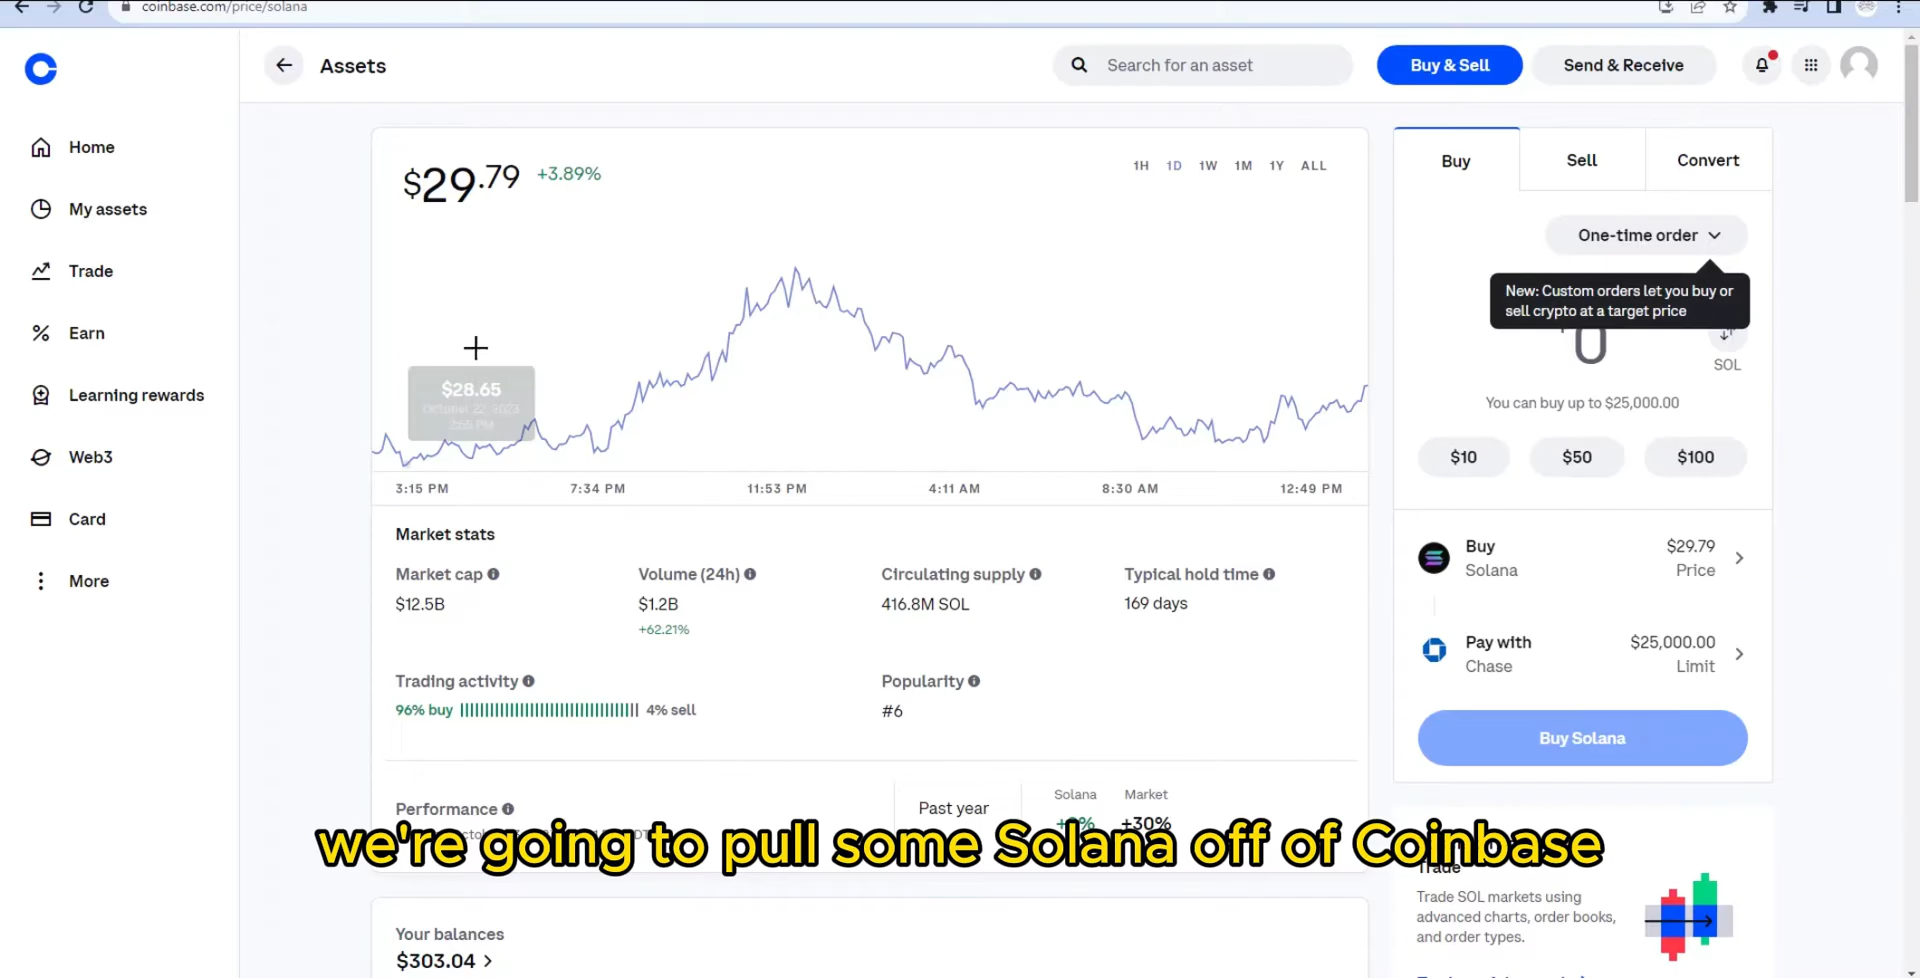 coinbase.com/price/solana
Assets
Search for an asset
Buy & Sell
Send & Receive
Home
My assets
Trade
Earn
Learning rewards
Web3
Card
More
$29.79 +3.89%
1H 1D 1W 1M 1Y ALL
$28.65
October 22, 2023
3:15 PM 7:34 PM 11:53 PM 4:11 AM 8:30 AM 12:49 PM
Market stats
Market cap
$12.5B
Volume (24h)
$1.2B
+62.21%
Circulating supply
416.8M SOL
Typical hold time
169 days
Trading activity
96% buy 4% sell
Popularity
#6
Performance
Past year
Solana Market
+30%
we're going to pull some Solana off of Coinbase
Your balances
$303.04
Buy Sell Convert
One-time order
New: Custom orders let you buy or
sell crypto at a target price
0
SOL
You can buy up to $25,000.00
$10 $50 $100
Buy $29.79
Solana Price
Pay with $25,000.00
Chase Limit
Buy Solana
Trade
Trade SOL markets using
advanced charts, order books,
and order types.